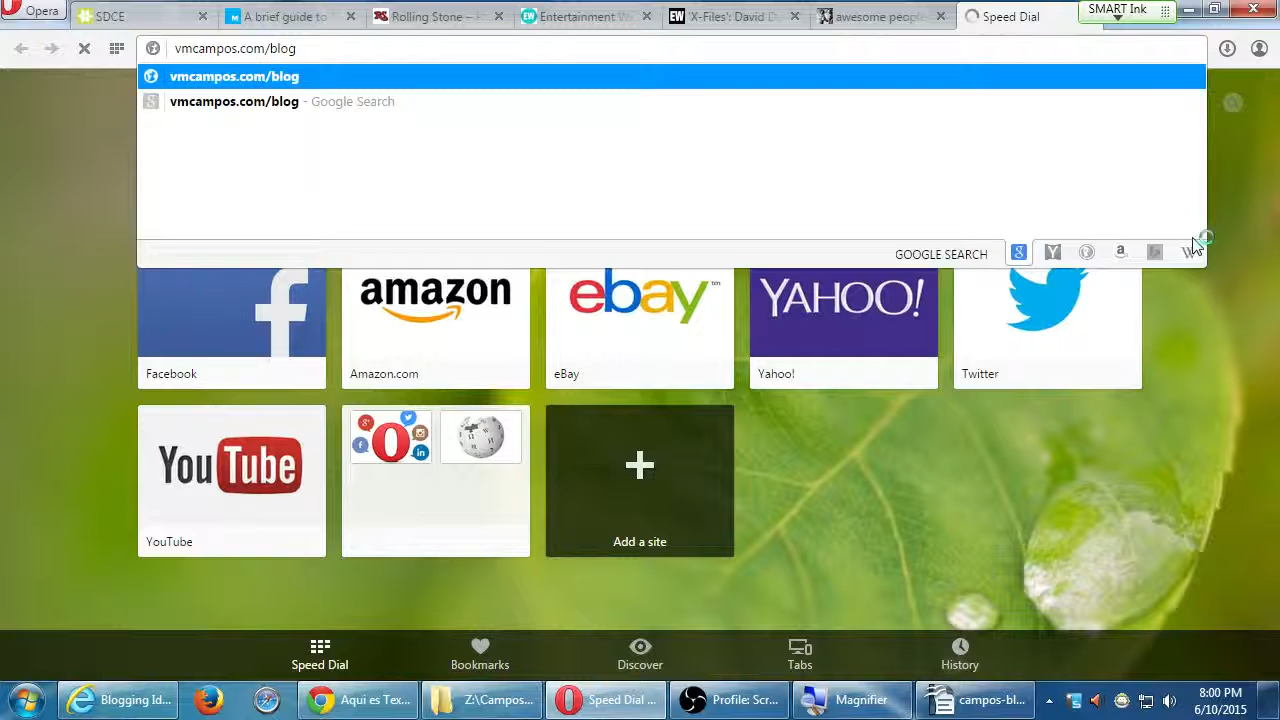 Opera
SDCE
A brief guide to
Rolling Stone –
Entertainment W
'X-Files': David D
awesome people
Speed Dial
SMART Ink
vmcampos.com/blog
vmcampos.com/blog
vmcampos.com/blog - Google Search
GOOGLE SEARCH
amazon
ebay™
YAHOO!
Facebook
Amazon.com
eBay
Yahoo!
Twitter
YouTube
YouTube
Add a site
Speed Dial
Bookmarks
Discover
Tabs
History
Blogging Id...
Aqui es Tex...
Z:\Campos...
Speed Dial ...
Profile: Scr...
Magnifier
campos-bl...
8:00 PM
6/10/2015